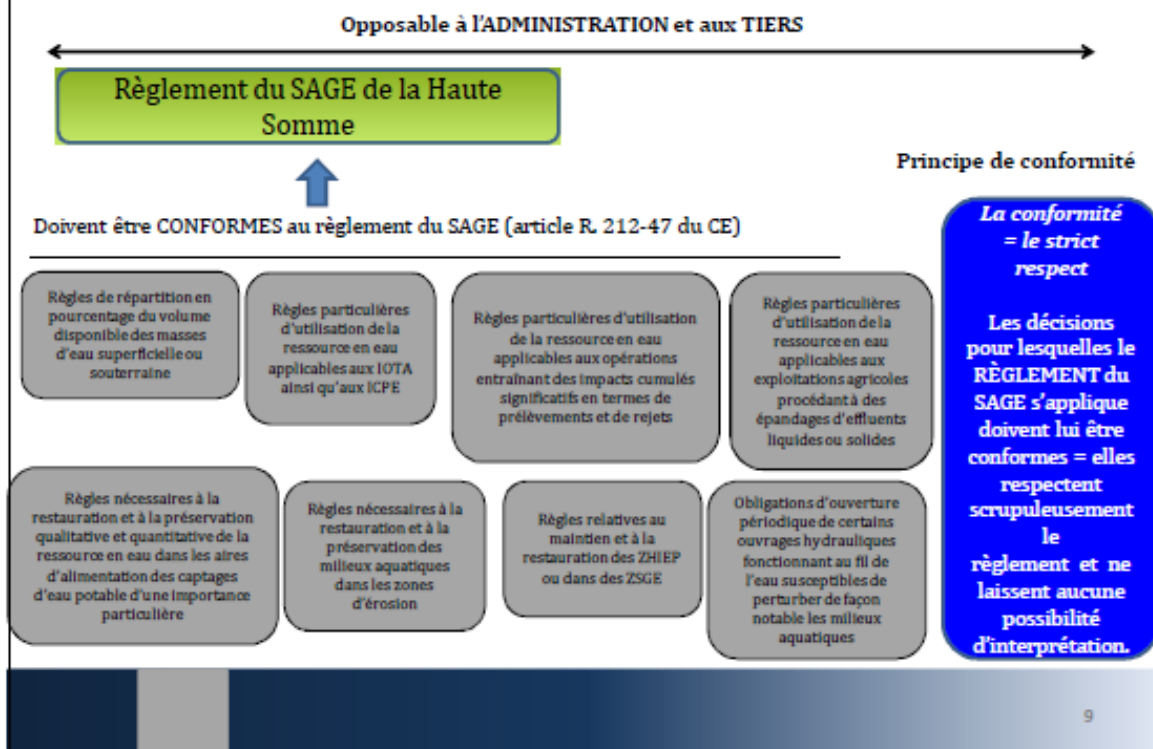 Opposable à l'ADMINISTRATION et aux TIERS
Règlement du SAGE de la Haute
Somme
Principe de conformité
Doivent être CONFORMES au règlement du SAGE (article R. 212-47 du CE)
Règles de répartition en
pourcentage du volume
disponible des masses
d'eau superficielle ou
souterraine
Règles particulières
d'utilisation de la
ressource en eau
applicables aux IOTA
ainsi qu'aux ICPE
Règles particulières d'utilisation
de la ressource en eau
applicables aux opérations
entraînant des impacts cumulés
significatifs en termes de
prélèvements et de rejets
Règles particulières
d'utilisation de la
ressource en eau
applicables aux
exploitations agricoles
procédant à des
épandages d'effluents
liquides ou solides
Règles nécessaires à la
restauration et à la préservation
qualitative et quantitative de la
ressource en eau dans les aires
d'alimentation des captages
d'eau potable d'une importance
particulière
Règles nécessaires à la
restauration et à la
préservation des
milieux aquatiques
dans les zones
d'érosion
Règles relatives au
maintien et à la
restauration des ZHIEP
ou dans des ZSGE
Obligations d'ouverture
périodique de certains
ouvrages hydrauliques
fonctionnant au fil de
l'eau susceptibles de
perturber de façon
notable les milieux
aquatiques
La conformité
= le strict
respect
Les décisions
pour lesquelles le
RÈGLEMENT du
SAGE s'applique
doivent lui être
conformes = elles
respectent
scrupuleusement
le
règlement et ne
laissent aucune
possibilité
d'interprétation.
9